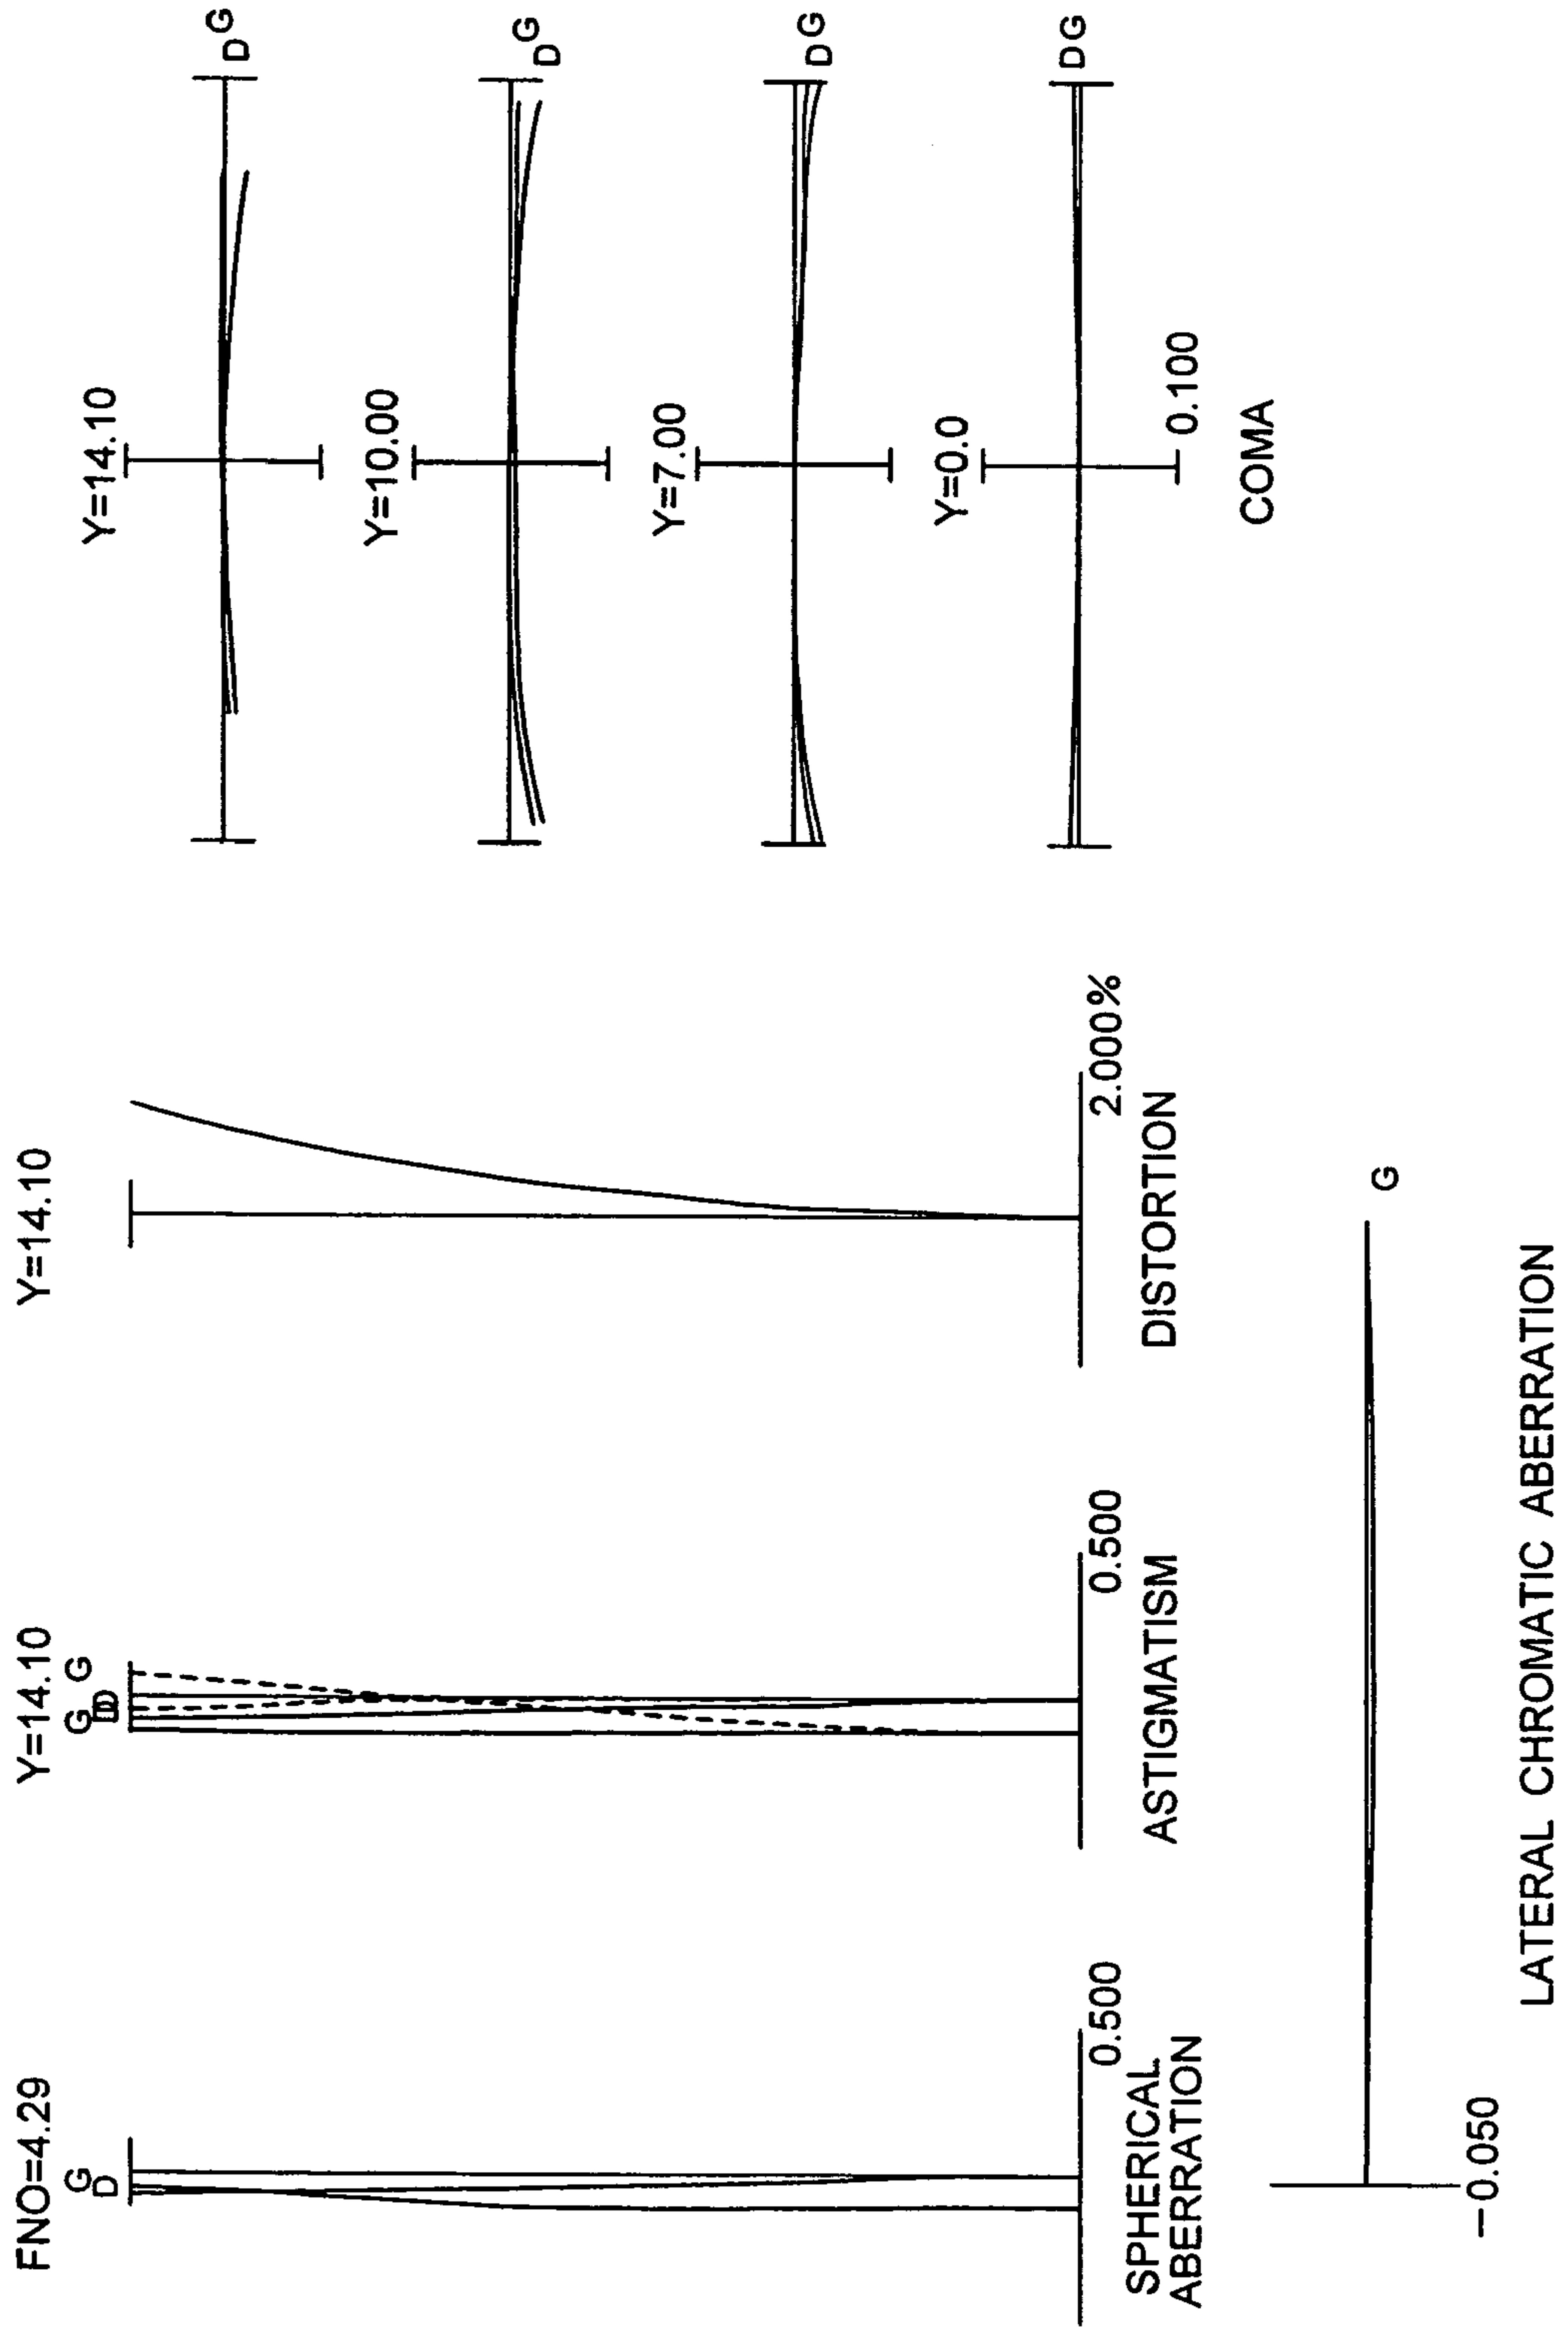 FNO=4.29
G
D
0.500
SPHERICAL
ABERRATION
Y=14.10
G
D
D
G
0.500
ASTIGMATISM
Y=14.10
2.000%
DISTORTION
Y=14.10
D G
Y=10.00
D G
Y=7.00
D G
Y=0.0
D G
0.100
COMA
G
−0.050
LATERAL CHROMATIC ABERRATION